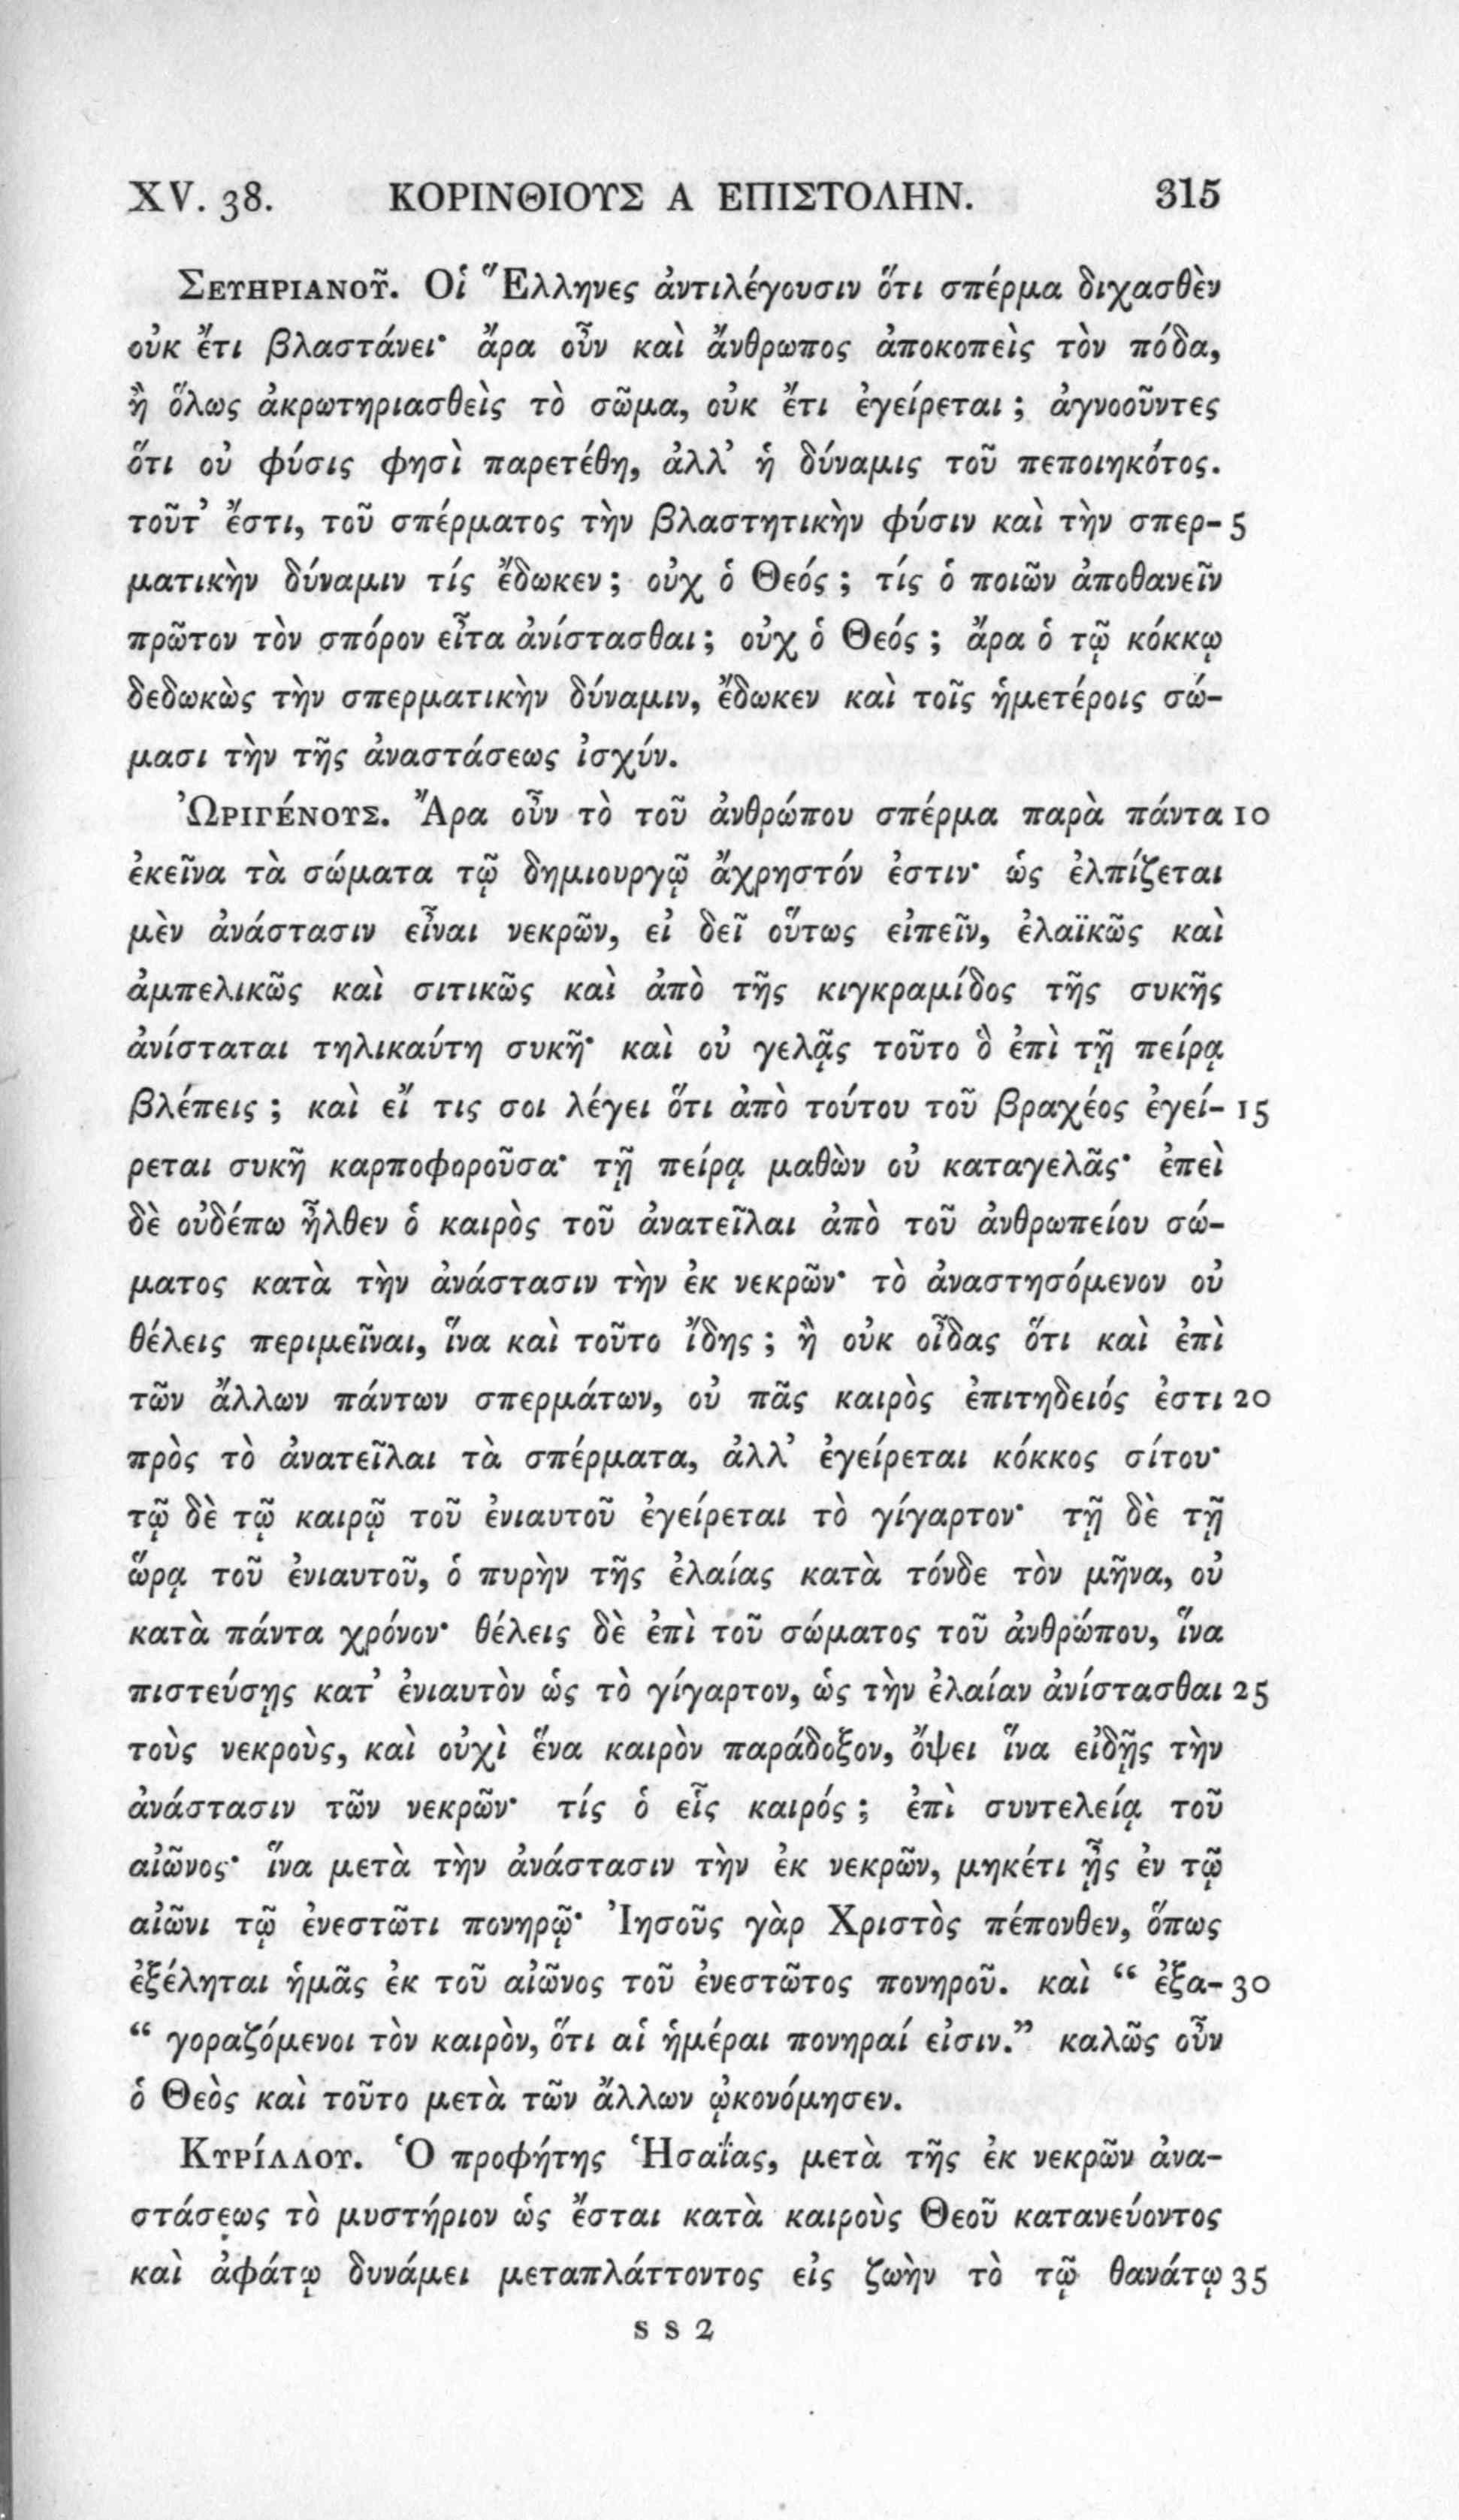 XV. 38. ΚΟΡΙΝΘΙΟΥΣ Α ΕΠΙΣΤΟΛΗΝ. 315
Σευηριανοῦ. Οἱ Ἕλληνες ἀντιλέγουσιν ὅτι σπέρμα διχασθὲν
οὐκ ἔτι βλαστάνει· ἄρα οὖν καὶ ἄνθρωπος ἀποκοπεὶς τὸν πόδα,
ἢ ὅλως ἀκρωτηριασθεὶς τὸ σῶμα, οὐκ ἔτι ἐγείρεται ; ἀγνοοῦντες
ὅτι οὐ φύσις φησὶ παρετέθη, ἀλλ’ ἡ δύναμις τοῦ πεποιηκότος.
τοῦτ’ ἔστι, τοῦ σπέρματος τὴν βλαστητικὴν φύσιν καὶ τὴν σπερ- 5
ματικὴν δύναμιν τίς ἔδωκεν ; οὐχ ὁ Θεός ; τίς ὁ ποιῶν ἀποθανεῖν
πρῶτον τὸν σπόρον εἶτα ἀνίστασθαι ; οὐχ ὁ Θεός ; ἄρα ὁ τῷ κόκκῳ
δεδωκὼς τὴν σπερματικὴν δύναμιν, ἔδωκεν καὶ τοῖς ἡμετέροις σώ-
μασι τὴν τῆς ἀναστάσεως ἰσχύν.
Ὠριγένους. Ἄρα οὖν τὸ τοῦ ἀνθρώπου σπέρμα παρὰ πάντα 10
ἐκεῖνα τὰ σώματα τῷ δημιουργῷ ἄχρηστόν ἐστιν· ὡς ἐλπίζεται
μὲν ἀνάστασιν εἶναι νεκρῶν, εἰ δεῖ οὕτως εἰπεῖν, ἐλαϊκῶς καὶ
ἀμπελικῶς καὶ σιτικῶς καὶ ἀπὸ τῆς κιγκραμίδος τῆς συκῆς
ἀνίσταται τηλικαύτη συκῆ· καὶ οὐ γελᾷς τοῦτο ὃ ἐπὶ τῇ πείρᾳ
βλέπεις ; καὶ εἴ τις σοι λέγει ὅτι ἀπὸ τούτου τοῦ βραχέος ἐγεί- 15
ρεται συκῆ καρποφοροῦσα· τῇ πείρᾳ μαθὼν οὐ καταγελᾶς· ἐπεὶ
δὲ οὐδέπω ἦλθεν ὁ καιρὸς τοῦ ἀνατεῖλαι ἀπὸ τοῦ ἀνθρωπείου σώ-
ματος κατὰ τὴν ἀνάστασιν τὴν ἐκ νεκρῶν· τὸ ἀναστησόμενον οὐ
θέλεις περιμεῖναι, ἵνα καὶ τοῦτο ἴδης ; ἢ οὐκ οἶδας ὅτι καὶ ἐπὶ
τῶν ἄλλων πάντων σπερμάτων, οὐ πᾶς καιρὸς ἐπιτηδειός ἐστι 20
πρὸς τὸ ἀνατεῖλαι τὰ σπέρματα, ἀλλ’ ἐγείρεται κόκκος σίτου·
τῷ δὲ τῷ καιρῷ τοῦ ἐνιαυτοῦ ἐγείρεται τὸ γίγαρτον· τῇ δὲ τῇ
ὥρᾳ τοῦ ἐνιαυτοῦ, ὁ πυρὴν τῆς ἐλαίας κατὰ τόνδε τὸν μῆνα, οὐ
κατὰ πάντα χρόνον· θέλεις δὲ ἐπὶ τοῦ σώματος τοῦ ἀνθρώπου, ἵνα
πιστεύσῃς κατ’ ἐνιαυτὸν ὡς τὸ γίγαρτον, ὡς τὴν ἐλαίαν ἀνίστασθαι 25
τοὺς νεκροὺς, καὶ οὐχὶ ἕνα καιρὸν παράδοξον, ὄψει ἵνα εἰδῇς τὴν
ἀνάστασιν τῶν νεκρῶν· τίς ὁ εἷς καιρός ; ἐπὶ συντελείᾳ τοῦ
αἰῶνος· ἵνα μετὰ τὴν ἀνάστασιν τὴν ἐκ νεκρῶν, μηκέτι ᾖς ἐν τῷ
αἰῶνι τῷ ἐνεστῶτι πονηρῷ· Ἰησοῦς γὰρ Χριστὸς πέπονθεν, ὅπως
ἐξέληται ἡμᾶς ἐκ τοῦ αἰῶνος τοῦ ἐνεστῶτος πονηροῦ. καὶ “ ἐξα- 30
“ γοραζόμενοι τὸν καιρὸν, ὅτι αἱ ἡμέραι πονηραί εἰσιν.” καλῶς οὖν
ὁ Θεὸς καὶ τοῦτο μετὰ τῶν ἄλλων ᾠκονόμησεν.
Κυρίλλου. Ὁ προφήτης Ἡσαΐας, μετὰ τῆς ἐκ νεκρῶν ἀνα-
στάσεως τὸ μυστήριον ὡς ἔσται κατὰ καιροὺς Θεοῦ κατανεύοντος
καὶ ἀφάτῳ δυνάμει μεταπλάττοντος εἰς ζωὴν τὸ τῷ θανάτῳ 35
s s 2